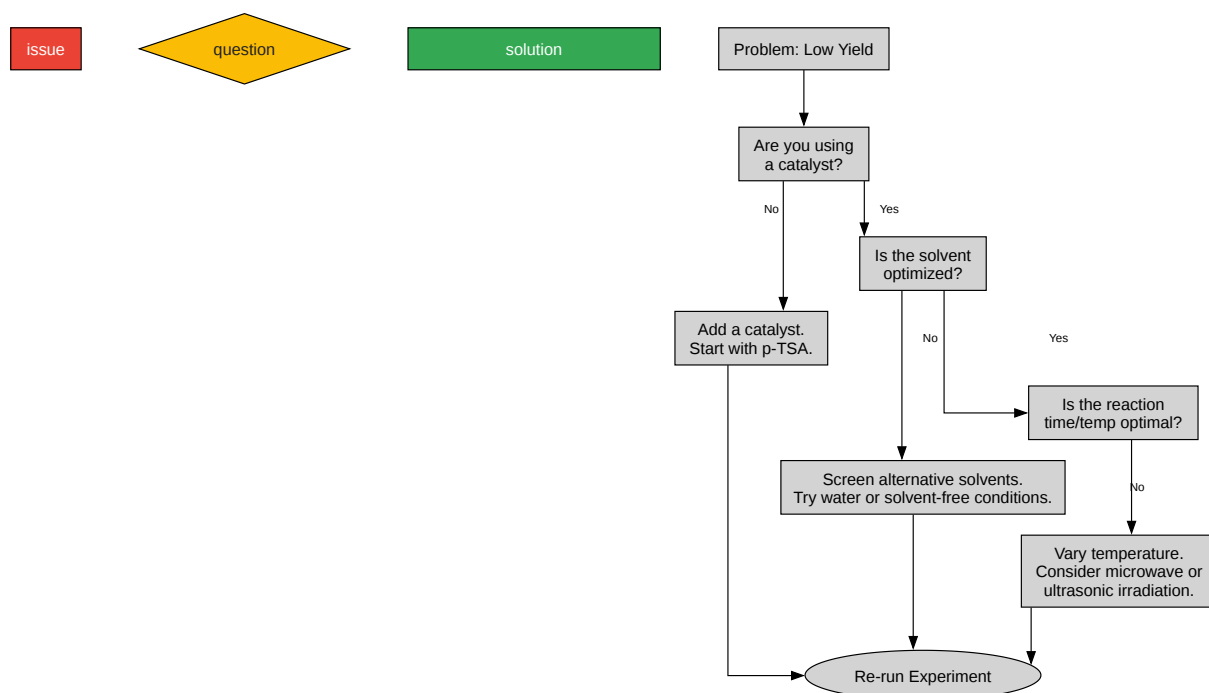 issue
question
solution
Problem: Low Yield
Are you using
a catalyst?
No
Yes
Is the solvent
optimized?
Add a catalyst.
Start with p-TSA.
No
Yes
Is the reaction
time/temp optimal?
Screen alternative solvents.
Try water or solvent-free conditions.
No
Vary temperature.
Consider microwave or
ultrasonic irradiation.
Re-run Experiment